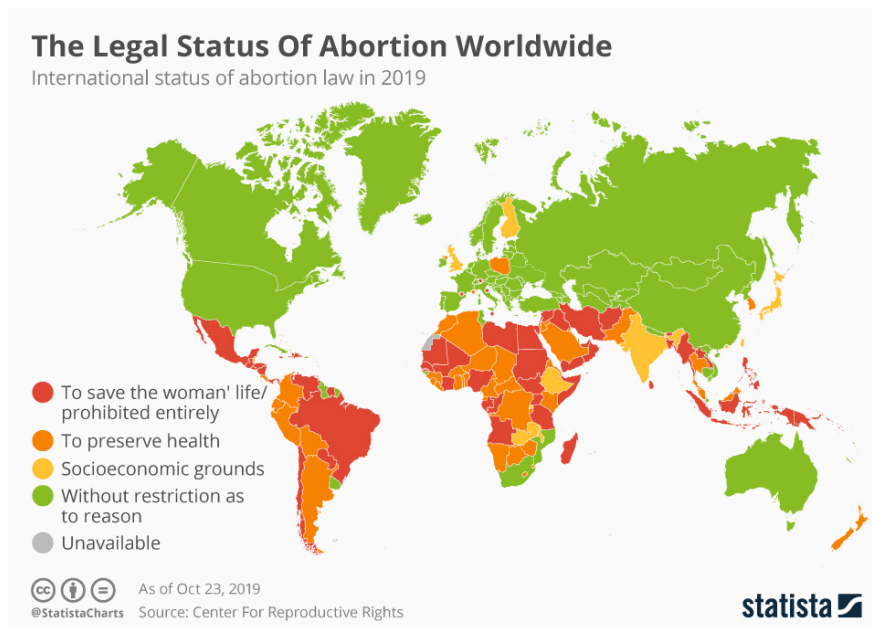 The Legal Status Of Abortion Worldwide
International status of abortion law in 2019
To save the woman' life/
prohibited entirely
To preserve health
Socioeconomic grounds
Without restriction as
to reason
Unavailable
cc
@StatistaCharts
As of Oct 23, 2019
Source: Center For Reproductive Rights
statista